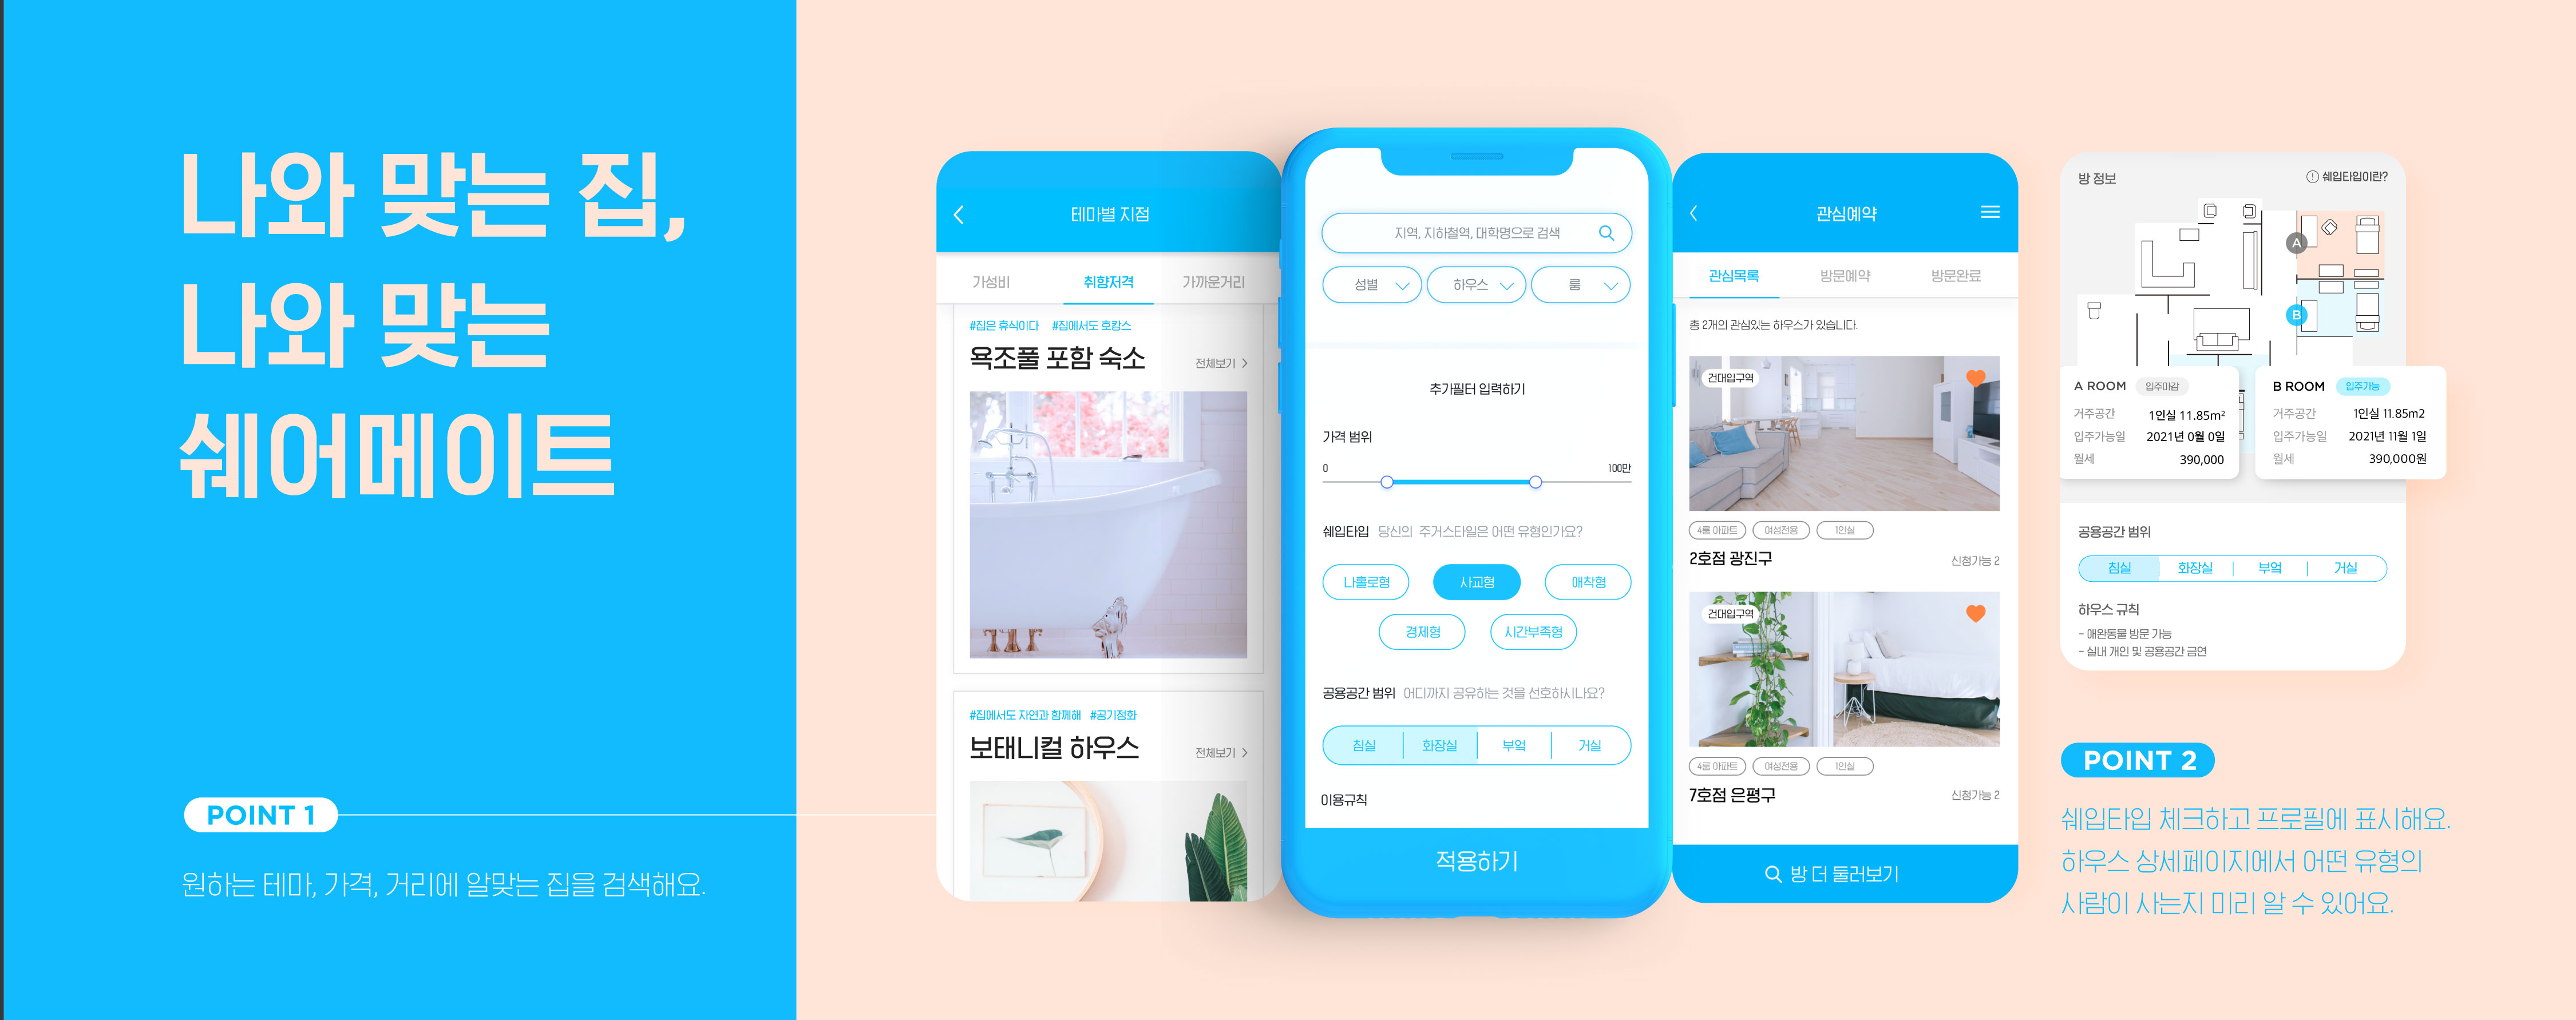 나와 맞는 집,
나와 맞는
쉐어메이트
POINT 1
원하는 테마, 가격, 거리에 알맞는 집을 검색해요.
테마별 지점
가성비 취향저격 가까운거리
#집은 휴식이다 #집에서도 호캉스
욕조풀 포함 숙소 전체보기 >
#집에서도 자연과 함께해 #공기정화
보태니컬 하우스 전체보기 >
지역, 지하철역, 대학명으로 검색
성별 하우스 룸
추가필터 입력하기
가격 범위
0 100만
쉐입타입 당신의 주거스타일은 어떤 유형인가요?
나홀로형 사교형 애착형
경제형 시간부족형
공용공간 범위 어디까지 공유하는 것을 선호하시나요?
침실 화장실 부엌 거실
이용규칙
적용하기
관심예약
관심목록 방문예약 방문완료
총 2개의 관심있는 하우스가 있습니다.
건대입구역
4룸 아파트 여성전용 1인실
2호점 광진구 신청가능 2
건대입구역
4룸 아파트 여성전용 1인실
7호점 은평구 신청가능 2
방 더 둘러보기
방 정보 쉐입타입이란?
A
B
A ROOM 입주마감
거주공간 1인실 11.85m²
입주가능일 2021년 0월 0일
월세 390,000
B ROOM 입주가능
거주공간 1인실 11.85m2
입주가능일 2021년 11월 1일
월세 390,000원
공용공간 범위
침실 화장실 부엌 거실
하우스 규칙
- 애완동물 방문 가능
- 실내 개인 및 공용공간 금연
POINT 2
쉐입타입 체크하고 프로필에 표시해요.
하우스 상세페이지에서 어떤 유형의
사람이 사는지 미리 알 수 있어요.